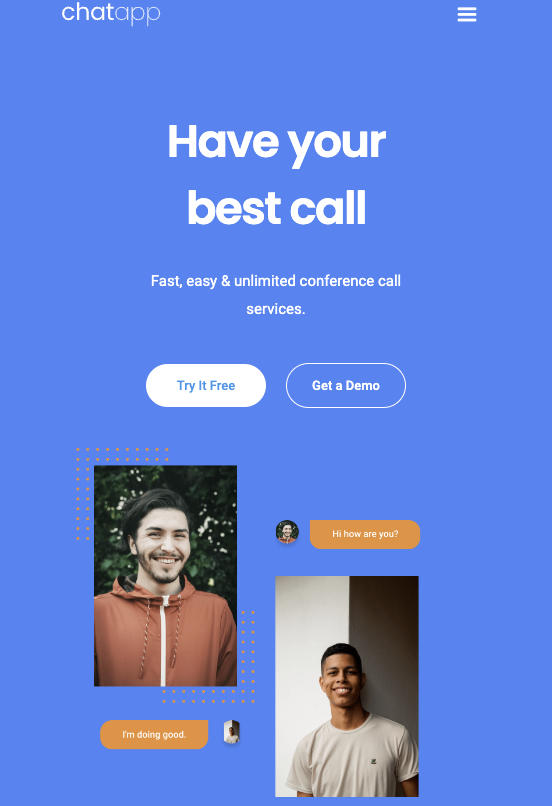 chatapp
Have your
best call
Fast, easy & unlimited conference call
services.
Try It Free
Get a Demo
Hi how are you?
I'm doing good.